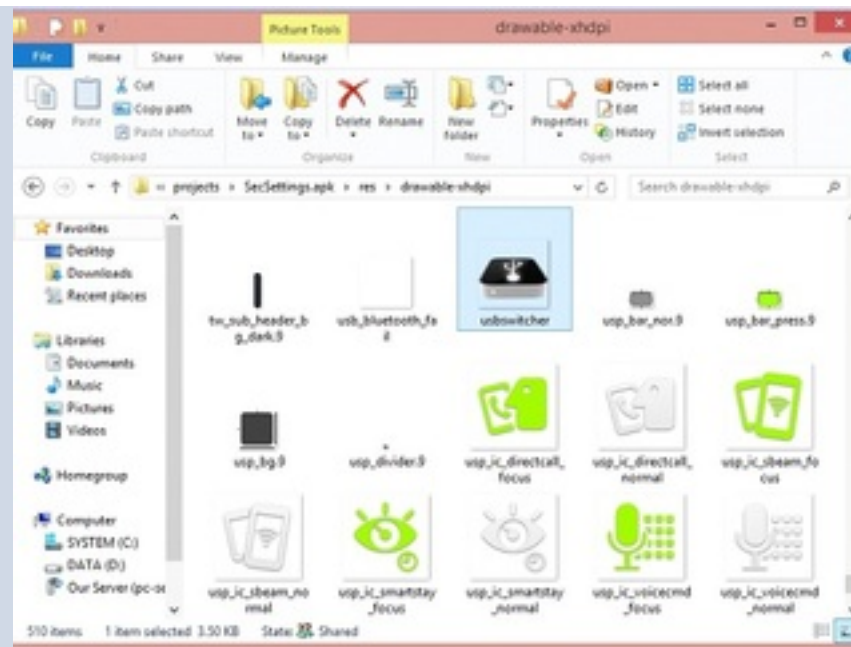 Picture Tools
drawable-xhdpi
File Home Share View Manage
Copy
Paste
Cut
Copy path
Paste shortcut
Move to
Copy to
Delete
Rename
New folder
Properties
Open
Edit
History
Select all
Select none
Invert selection
Clipboard
Organize
New
Open
Select
« projects SecSettings.apk res drawable-xhdpi
Search drawable-xhdpi
Favorites
Desktop
Downloads
Recent places
Libraries
Documents
Music
Pictures
Videos
Homegroup
Computer
SYSTEM (C:)
DATA (D:)
Our Server (pc-se
tw_sub_header_b
g_dark.9
usb_bluetooth_fa
il
usbswitcher
usp_bar_nor.9
usp_bar_press.9
usp_bg.9
usp_divider.9
usp_ic_directcall_
focus
usp_ic_directcall_
normal
usp_ic_sbeam_fo
cus
usp_ic_sbeam_no
rmal
usp_ic_smartstay
_focus
usp_ic_smartstay
_normal
usp_ic_voicecmd
_focus
usp_ic_voicecmd
_normal
510 items 1 item selected 3.50 KB State: Shared